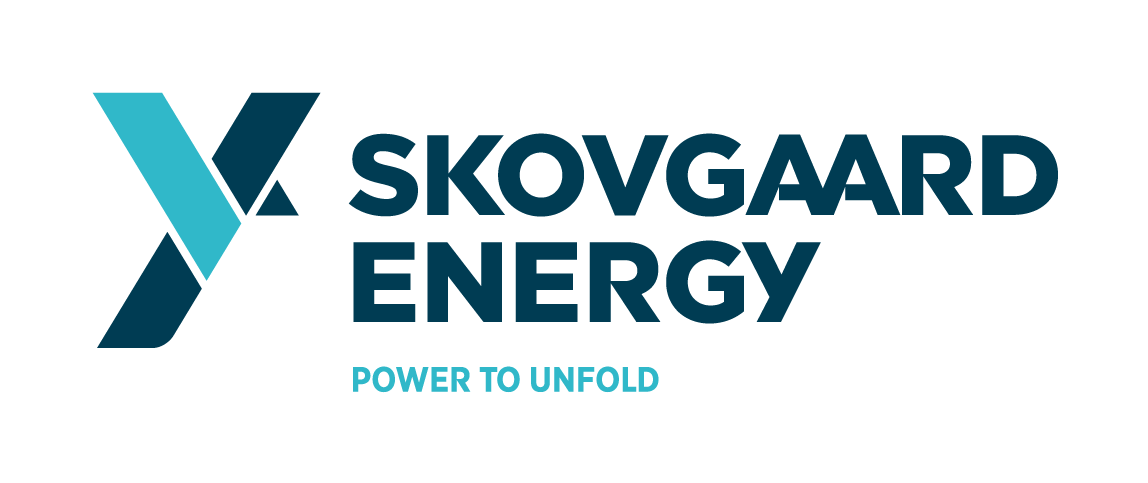 SKOVGAARD
ENERGY
POWER TO UNFOLD